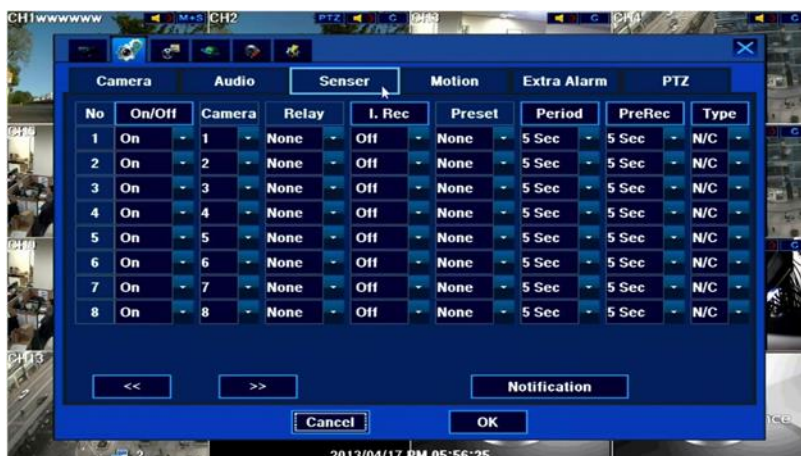 CH1wwwwww M+S CH2 PTZ C CH3 C CH4 C
Camera Audio Senser Motion Extra Alarm PTZ
No On/Off Camera Relay I. Rec Preset Period PreRec Type
1 On 1 None Off None 5 Sec 5 Sec N/C
2 On 2 None Off None 5 Sec 5 Sec N/C
3 On 3 None Off None 5 Sec 5 Sec N/C
4 On 4 None Off None 5 Sec 5 Sec N/C
5 On 5 None Off None 5 Sec 5 Sec N/C
6 On 6 None Off None 5 Sec 5 Sec N/C
7 On 7 None Off None 5 Sec 5 Sec N/C
8 On 8 None Off None 5 Sec 5 Sec N/C
CH13
<< >> Notification
Cancel OK
2 2013/04/17 PM 05:56:25